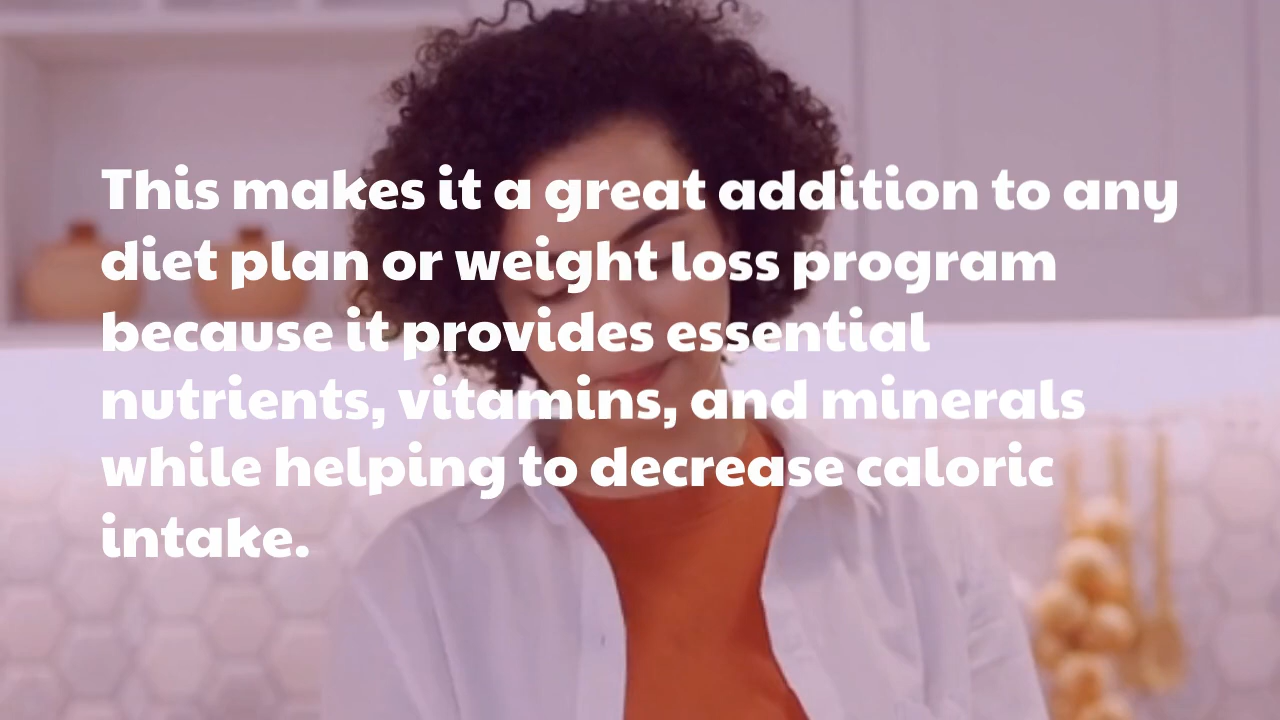 This makes it a great addition to any
diet plan or weight loss program
because it provides essential
nutrients, vitamins, and minerals
while helping to decrease caloric
intake.